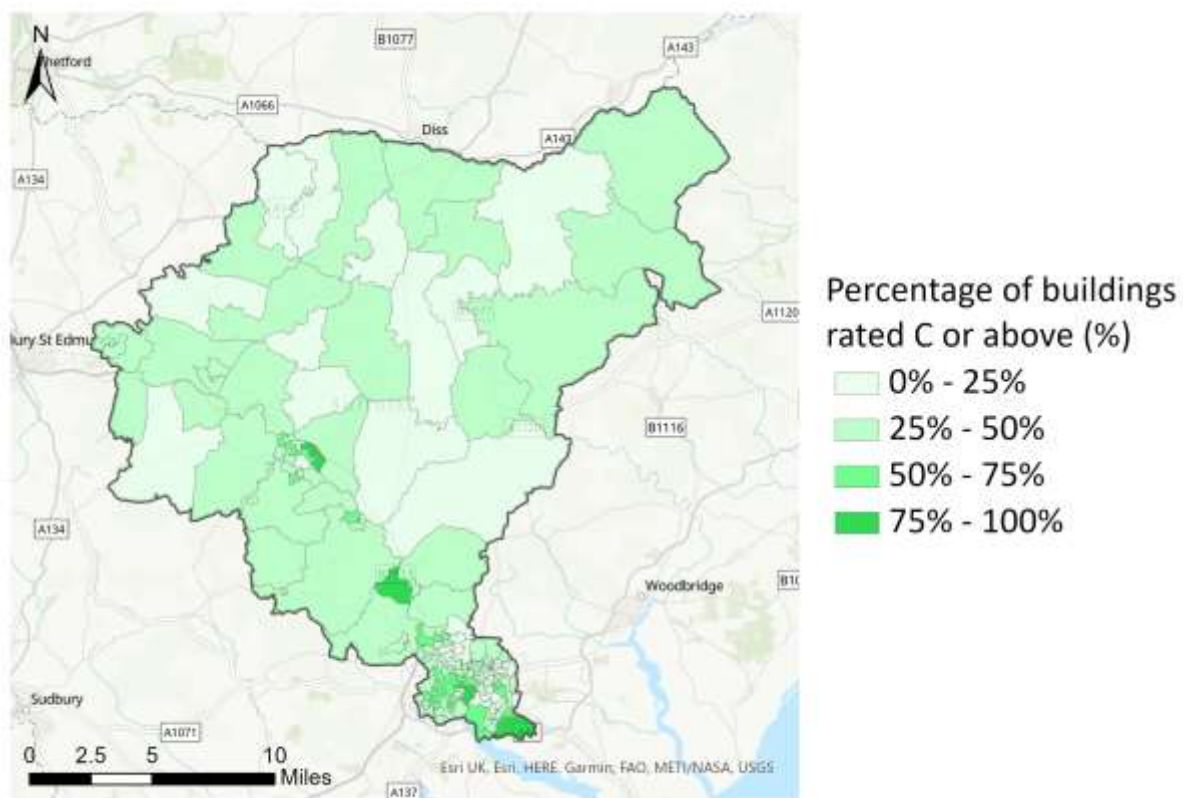 N
B1077
A143
hetford
A1066
Diss
A143
A134
A1120
ury St Edmu
B1116
A134
Woodbridge
B10
Sudbury
A1071
0 2.5 5 10
Miles
Esri UK, Esri, HERE, Garmin, FAO, METI/NASA, USGS
A137
Percentage of buildings
rated C or above (%)
0% - 25%
25% - 50%
50% - 75%
75% - 100%